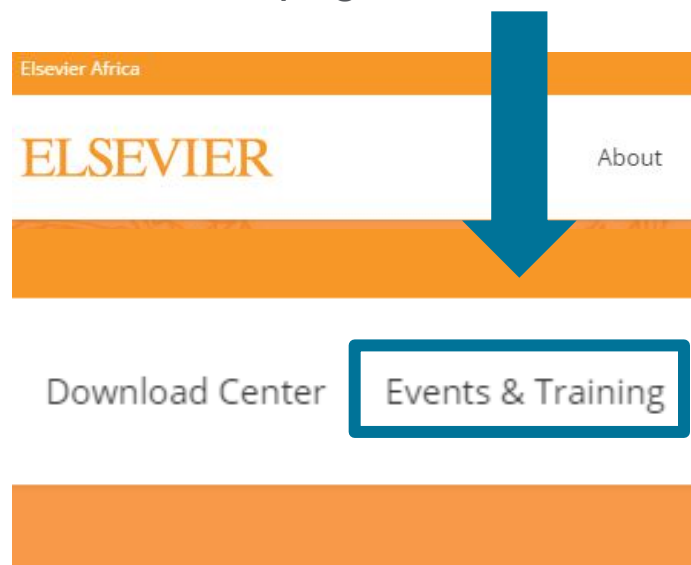 Elsevier Africa
ELSEVIER
About
Download Center
Events & Training